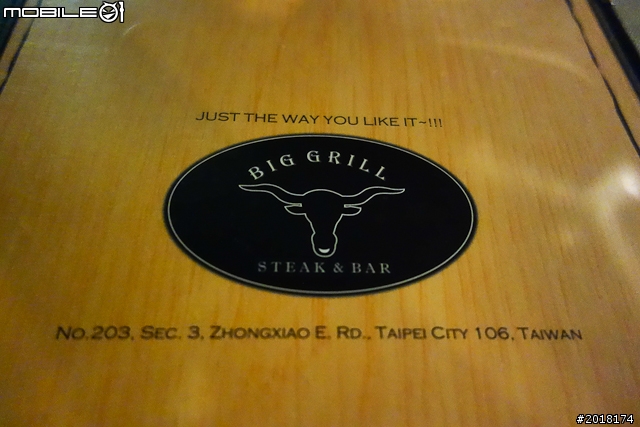 MOBILE01
JUST THE WAY YOU LIKE IT~!!!
BIG GRILL
STEAK & BAR
NO.203, SEC. 3, ZHONGXIAO E. RD., TAIPEI CITY 106, TAIWAN
#2018174